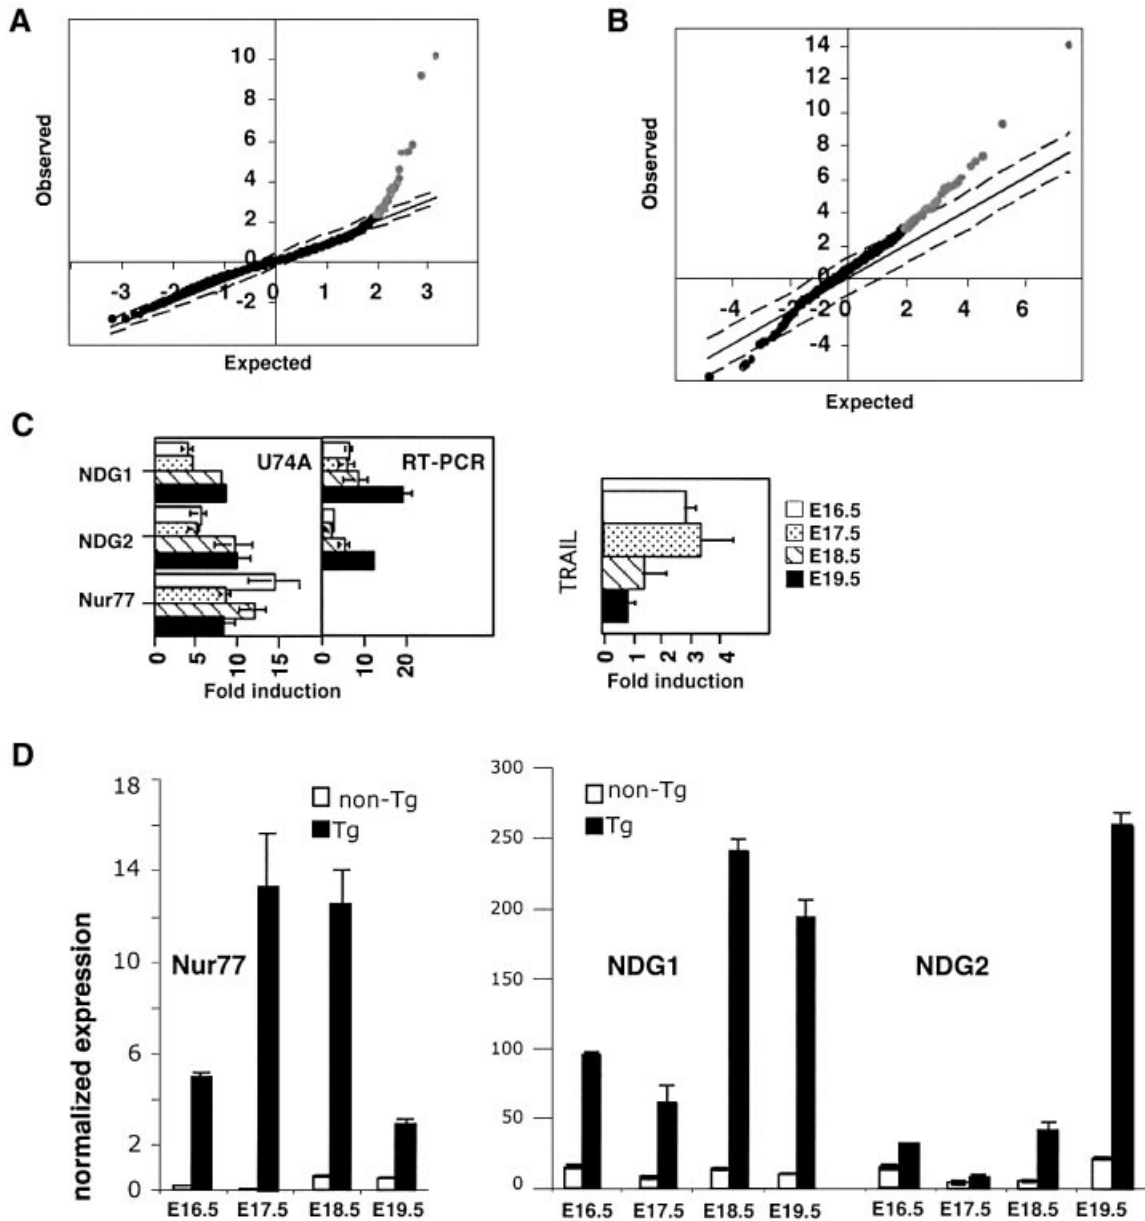 A
10
8
6
4
2
0
-2
-3 -2 -1 0 1 2 3
Observed
Expected
B
14
12
10
8
6
4
2
0
-2
-4
-4 -2 0 2 4 6
Observed
Expected
C
NDG1
NDG2
Nur77
U74A
RT-PCR
0 5 10 15 0 10 20
Fold induction
TRAIL
0 1 2 3 4
Fold induction
E16.5
E17.5
E18.5
E19.5
D
normalized expression
18
14
10
6
2
0
non-Tg
Tg
Nur77
E16.5 E17.5 E18.5 E19.5
300
250
200
150
100
50
0
non-Tg
Tg
NDG1
NDG2
E16.5 E17.5 E18.5 E19.5 E16.5 E17.5 E18.5 E19.5